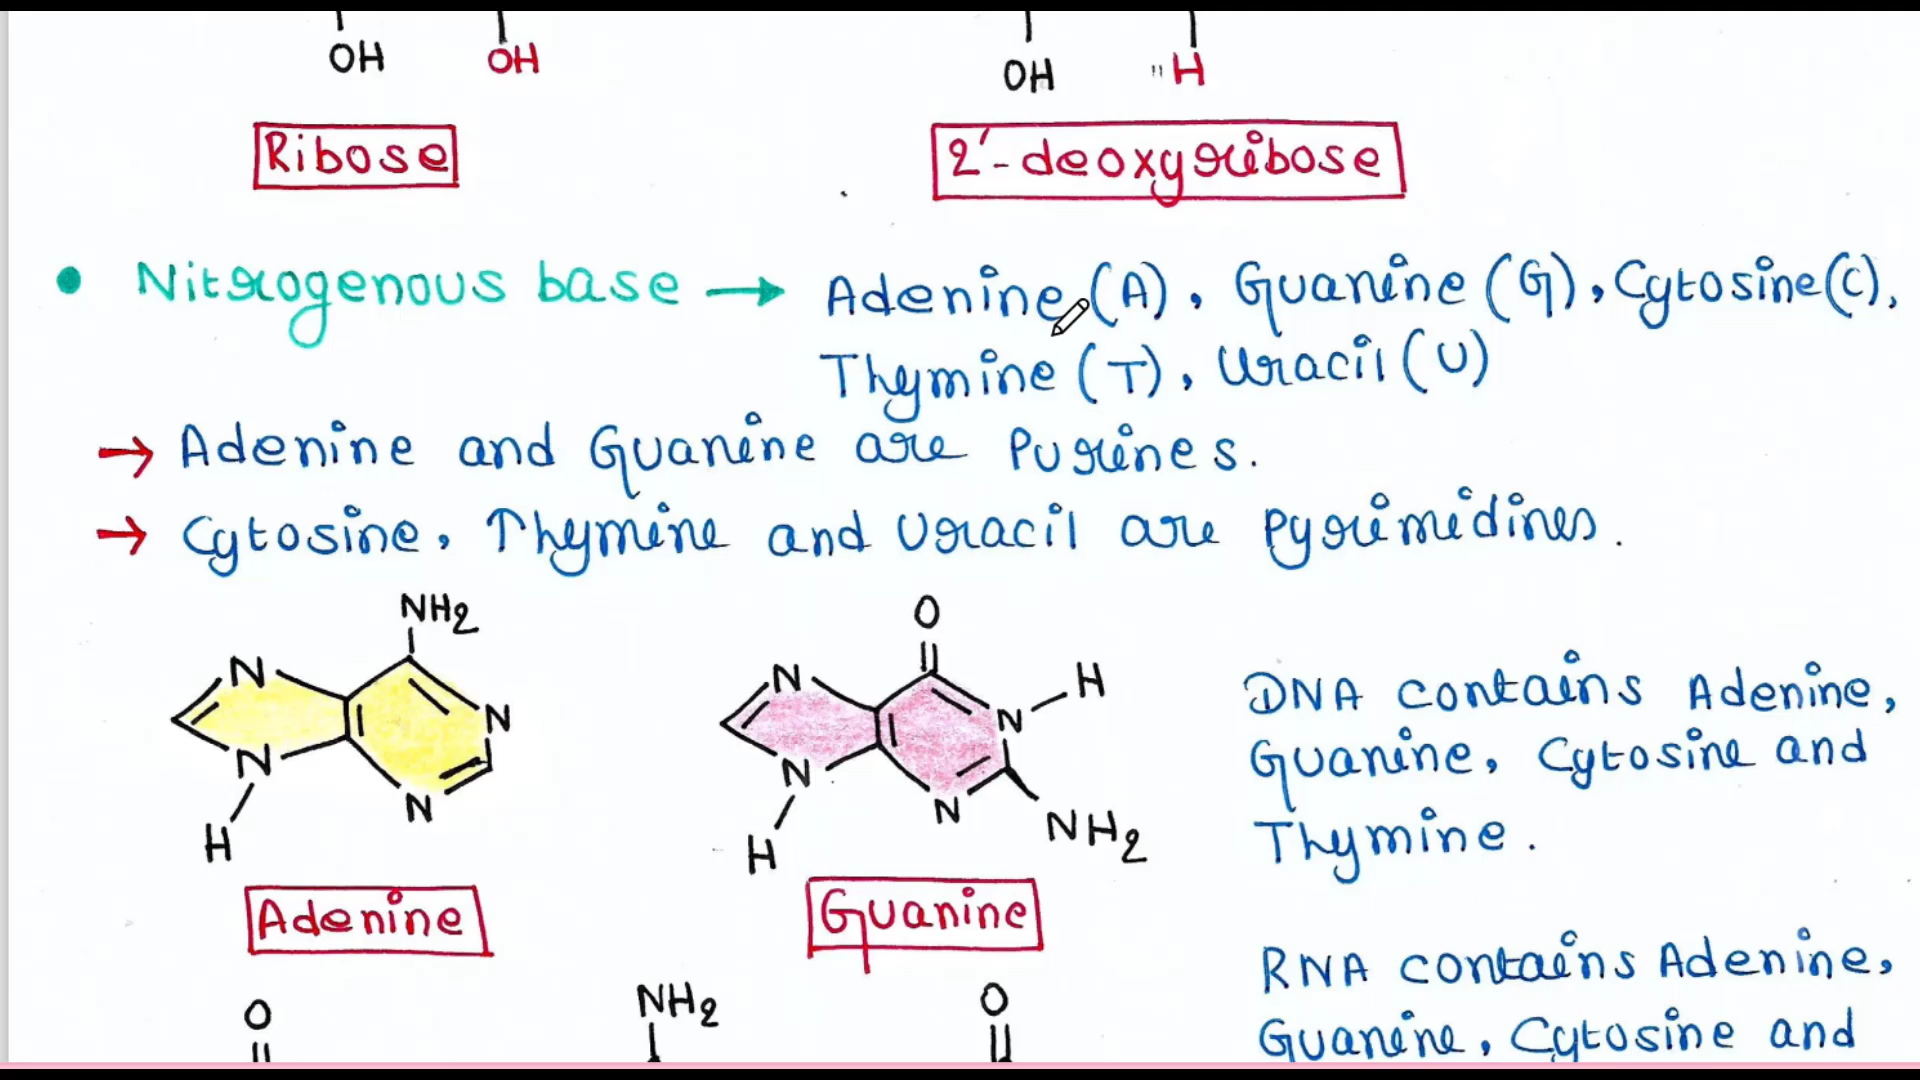 OH OH OH "H
Ribose 2'-deoxyribose
• Nitrogenous base → Adenine (A), Guanine (G), Cytosine (C),
Thymine (T), Uracil (U)
→ Adenine and Guanine are Purines.
→ Cytosine, Thymine and Uracil are Pyrimidines.
NH2
N
N
N
N
H
Adenine
O
N
H
N
N
N
H
NH2
Guanine
DNA contains Adenine,
Guanine, Cytosine and
Thymine.
RNA contains Adenine,
Guanine, Cytosine and
O NH2 O